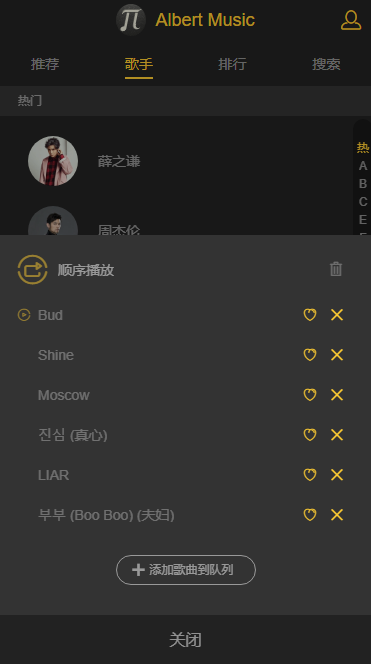 Albert Music
推荐 歌手 排行 搜索
热门
薛之谦
周杰伦
热
A
B
C
E
顺序播放
Bud
Shine
Moscow
진심 (真心)
LIAR
부부 (Boo Boo) (夫妇)
添加歌曲到队列
关闭